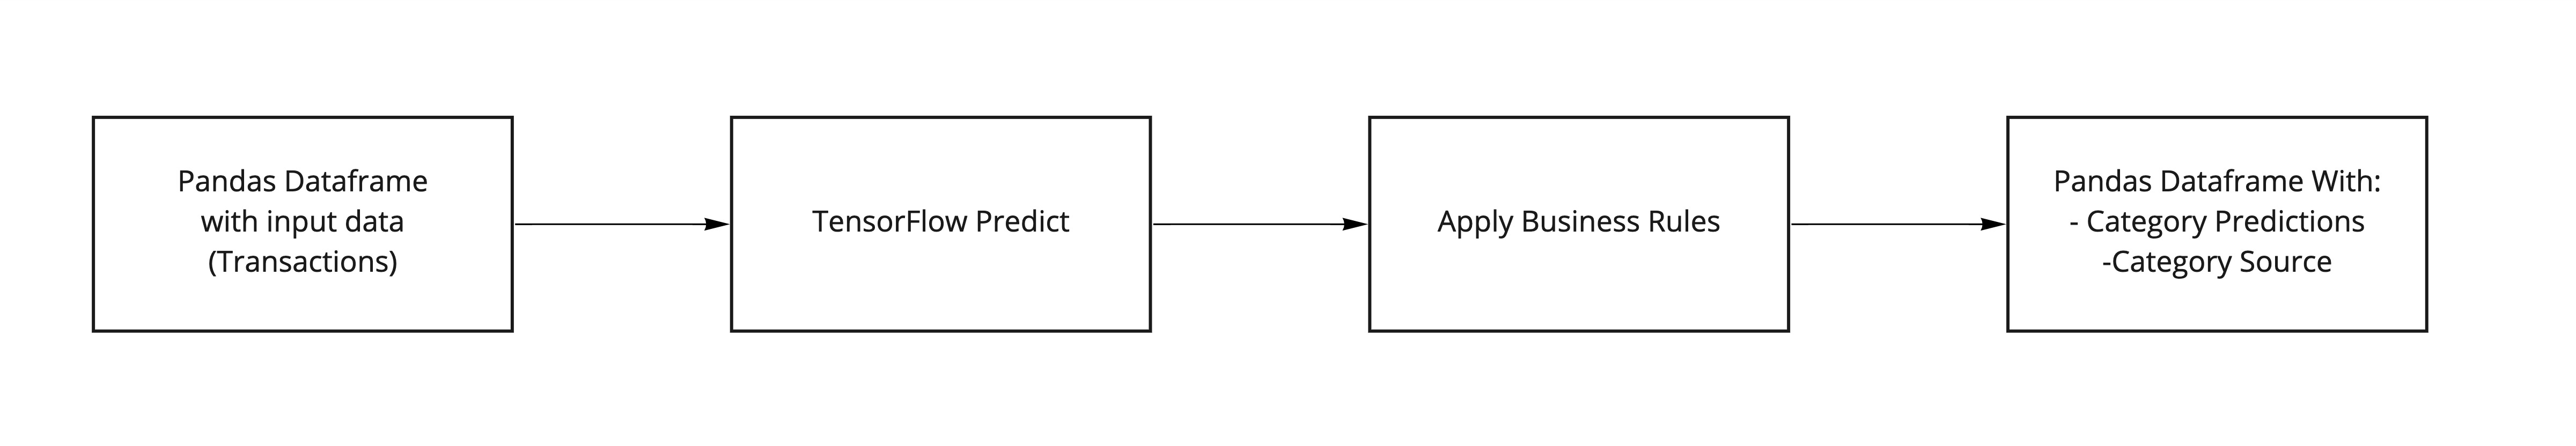 Pandas Dataframe
with input data
(Transactions)
TensorFlow Predict
Apply Business Rules
Pandas Dataframe With:
- Category Predictions
-Category Source